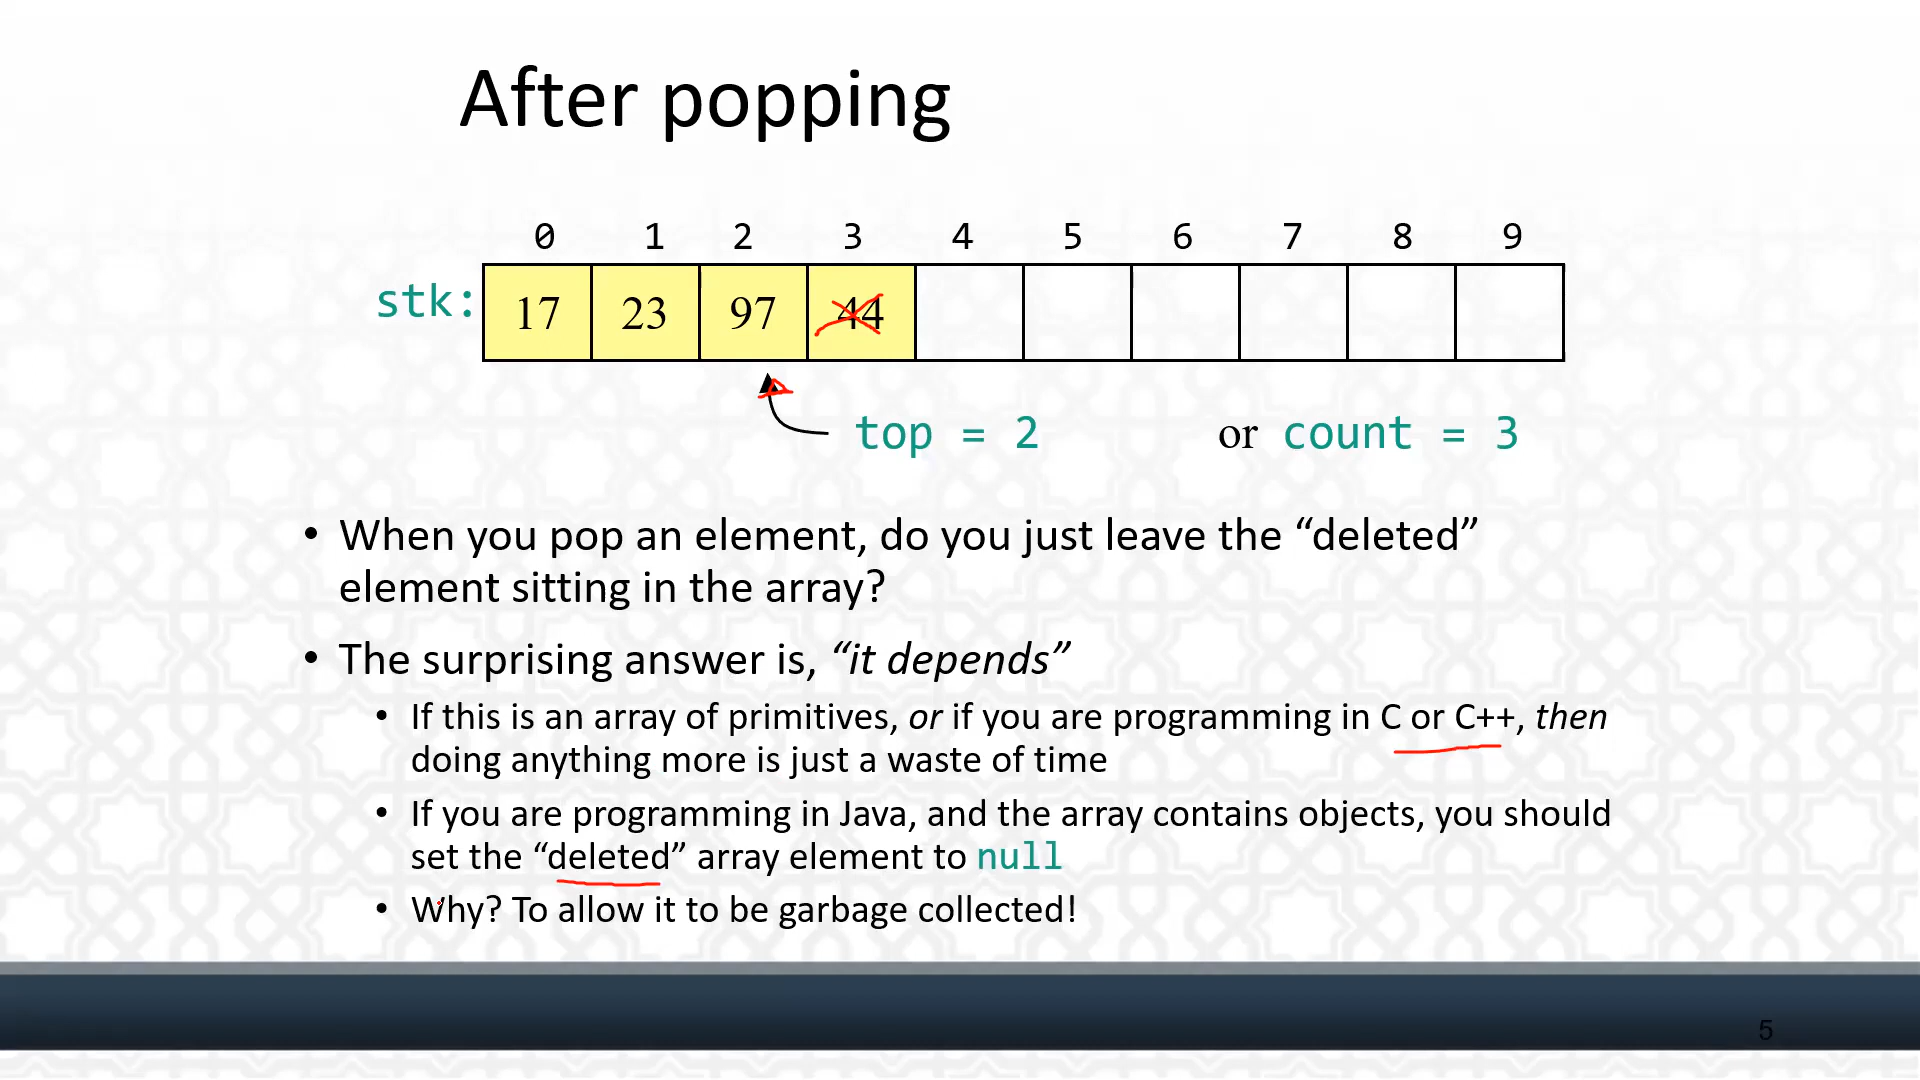 After popping
0 1 2 3 4 5 6 7 8 9
stk: 17 23 97 44
top = 2 or count = 3
• When you pop an element, do you just leave the “deleted”
element sitting in the array?
• The surprising answer is, “it depends”
• If this is an array of primitives, or if you are programming in C or C++, then
doing anything more is just a waste of time
• If you are programming in Java, and the array contains objects, you should
set the “deleted” array element to null
• Why? To allow it to be garbage collected!
5